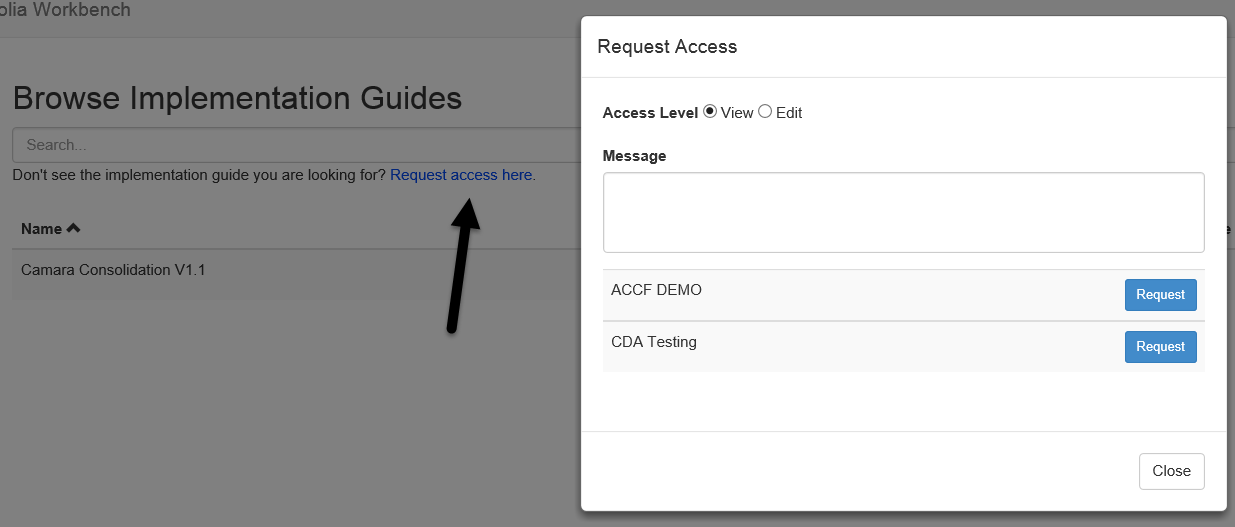 olia Workbench
Browse Implementation Guides
Search...
Don't see the implementation guide you are looking for? Request access here.
Name
Camara Consolidation V1.1
Request Access
Access Level View Edit
Message
ACCF DEMO Request
CDA Testing Request
Close